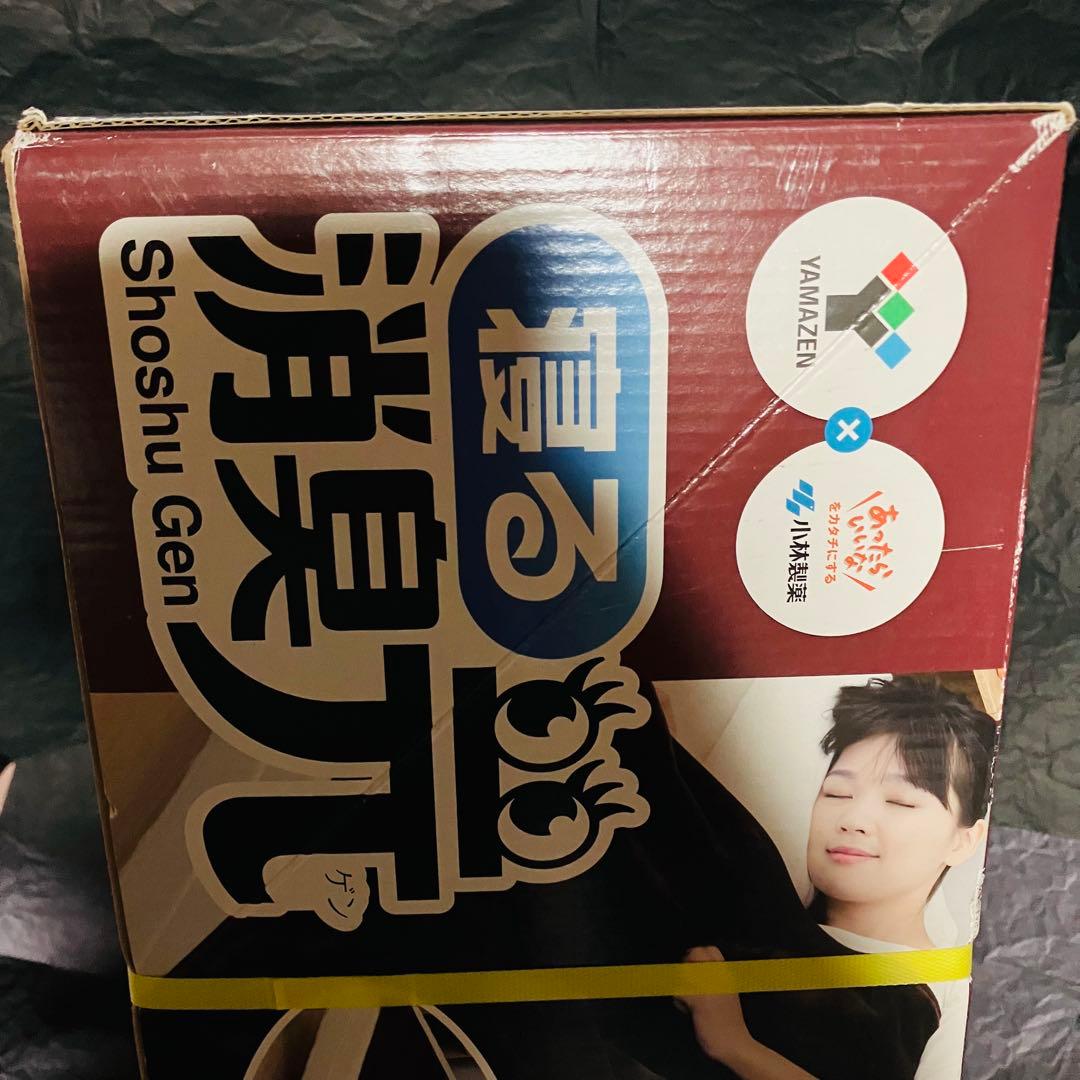 YAMAZEN
×
あったら
いいな
をカタチにする
小林製薬
寝る
消臭元
ゲン
Shoshu Gen